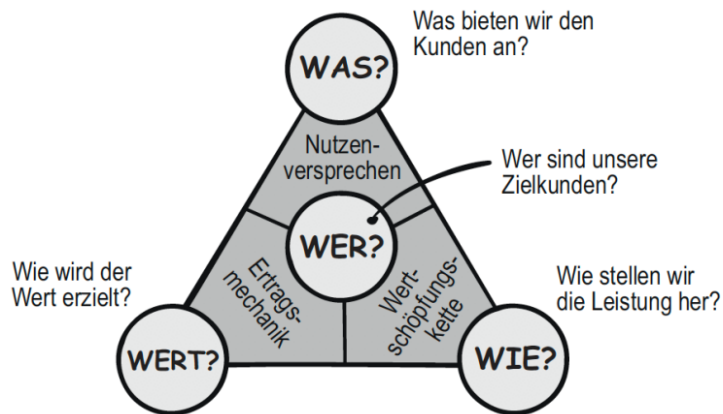 Was bieten wir den
Kunden an?
WAS?
Nutzen-
versprechen
Wer sind unsere
Zielkunden?
WER?
Wie wird der
Wert erzielt?
Ertrags-
mechanik
Wert-
schöpfungs-
kette
Wie stellen wir
die Leistung her?
WERT?
WIE?